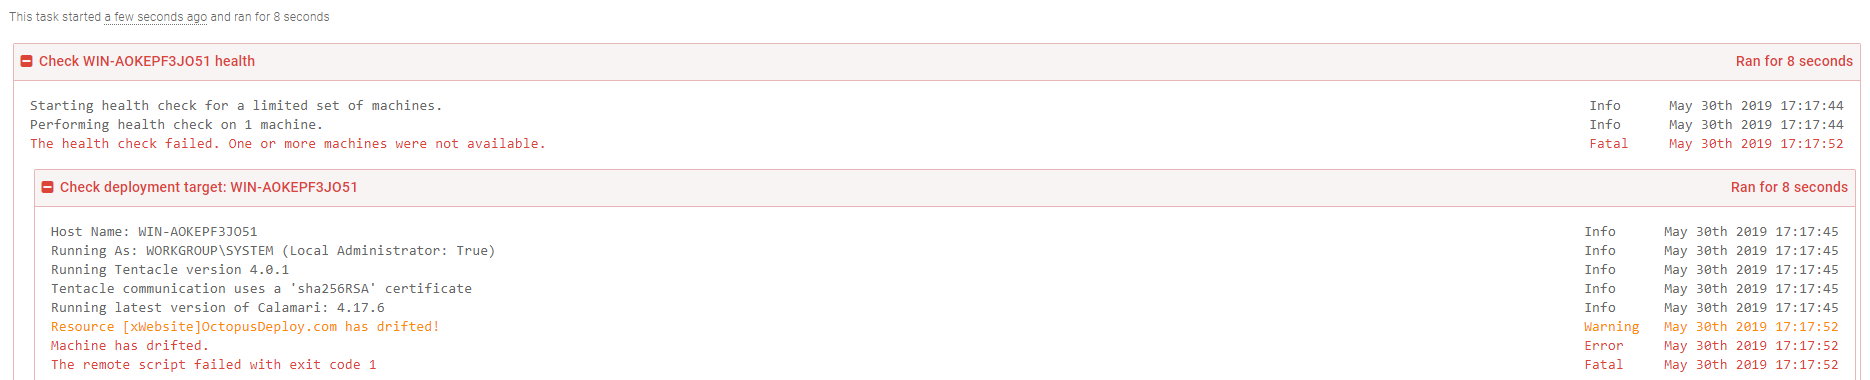 This task started a few seconds ago and ran for 8 seconds
Check WIN-AOKEPF3JO51 health Ran for 8 seconds
Starting health check for a limited set of machines. Info May 30th 2019 17:17:44
Performing health check on 1 machine. Info May 30th 2019 17:17:44
The health check failed. One or more machines were not available. Fatal May 30th 2019 17:17:52
Check deployment target: WIN-AOKEPF3JO51 Ran for 8 seconds
Host Name: WIN-AOKEPF3JO51 Info May 30th 2019 17:17:45
Running As: WORKGROUP\SYSTEM (Local Administrator: True) Info May 30th 2019 17:17:45
Running Tentacle version 4.0.1 Info May 30th 2019 17:17:45
Tentacle communication uses a 'sha256RSA' certificate Info May 30th 2019 17:17:45
Running latest version of Calamari: 4.17.6 Info May 30th 2019 17:17:45
Resource [xWebsite]OctopusDeploy.com has drifted! Warning May 30th 2019 17:17:52
Machine has drifted. Error May 30th 2019 17:17:52
The remote script failed with exit code 1 Fatal May 30th 2019 17:17:52